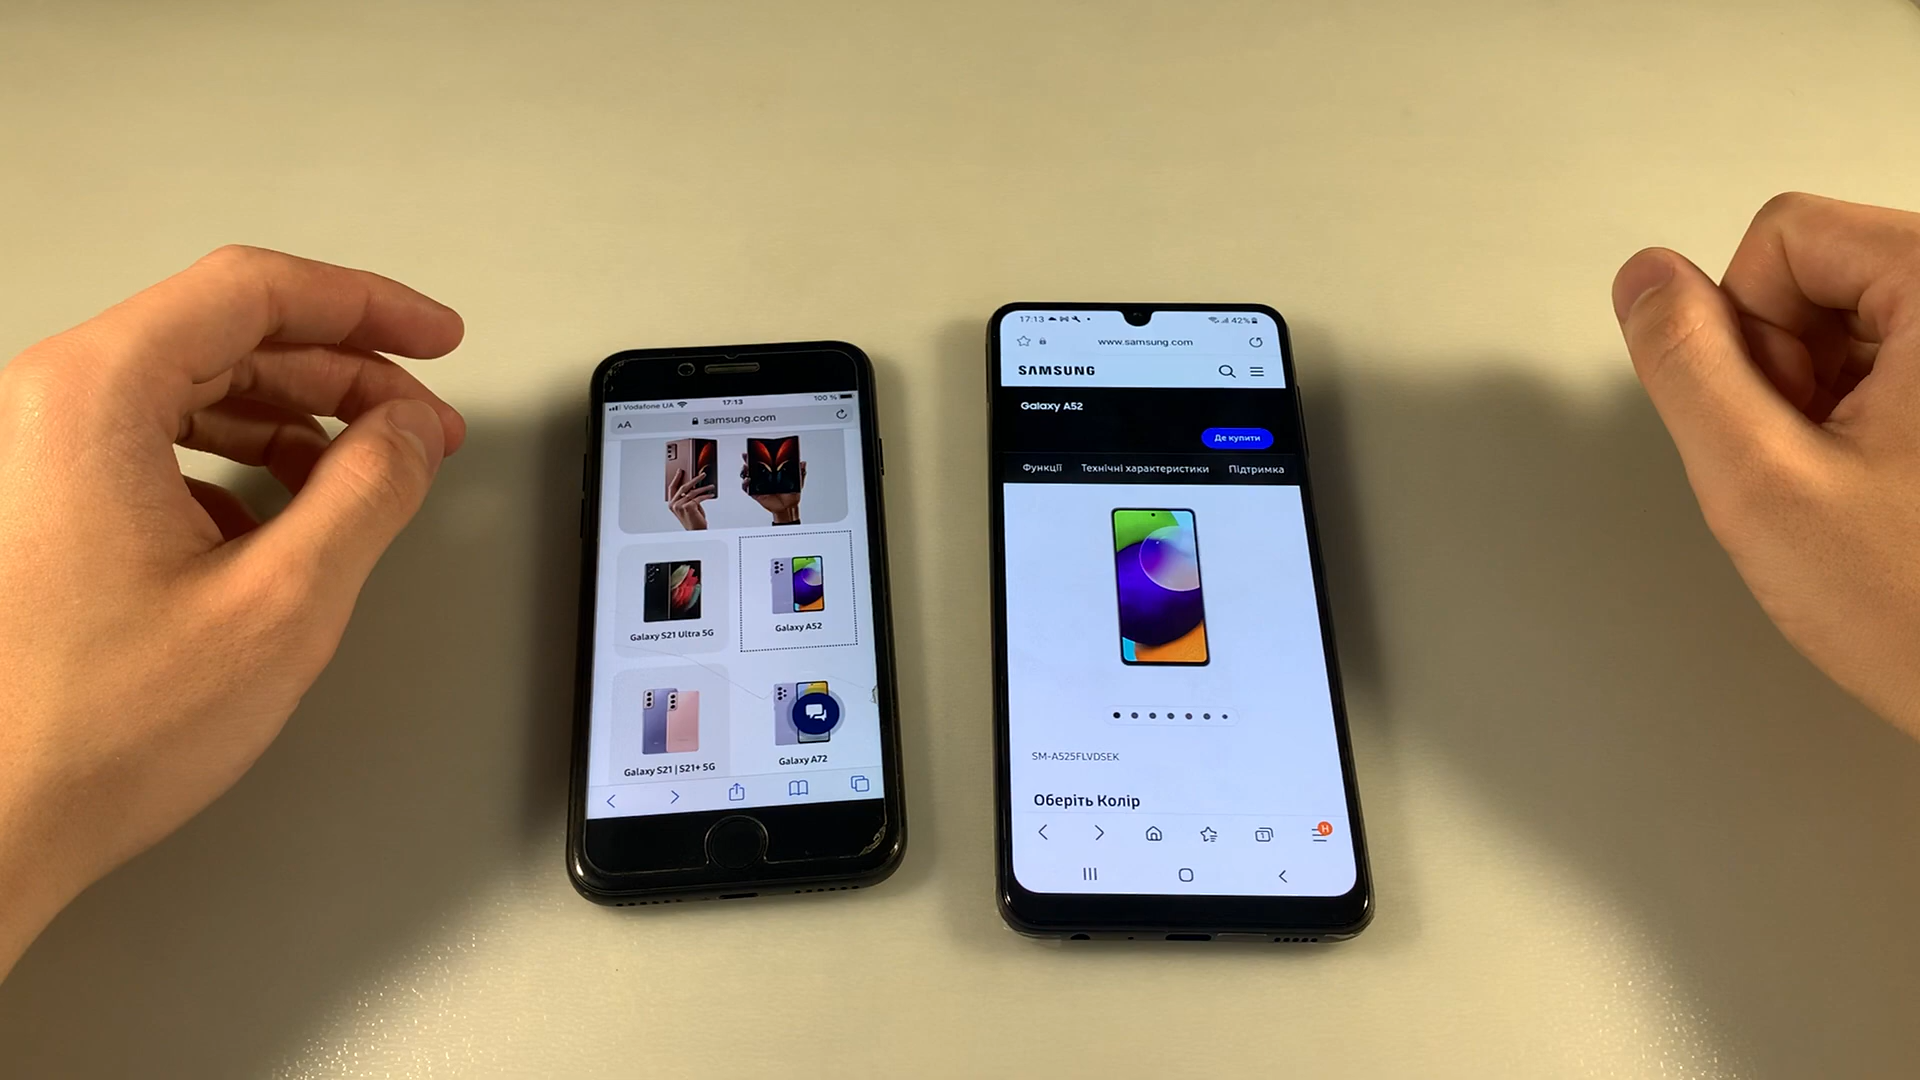 Vodafone UA
17:13
100 %
AA
samsung.com
Galaxy S21 Ultra 5G
Galaxy A52
Galaxy S21 | S21+ 5G
Galaxy A72
17:13
42%
www.samsung.com
SAMSUNG
Galaxy A52
Де купити
Функції
Технічні характеристики
Підтримка
SM-A525FLVDSEK
Оберіть Колір
1
H